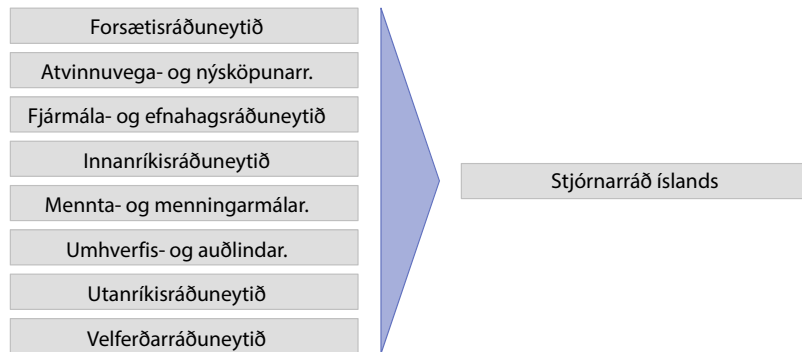 Forsætisráðuneytið
Atvinnuvega- og nýsköpunarr.
Fjármála- og efnahagsráðuneytið
Innanríkisráðuneytið
Mennta- og menningarmálar.
Umhverfis- og auðlindar.
Utanríkisráðuneytið
Velferðarráðuneytið
Stjórnarráð íslands